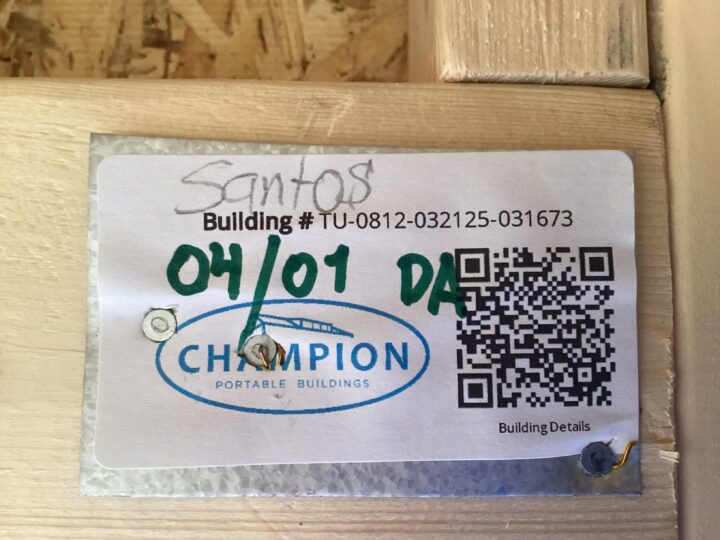 Santos
Building # TU-0812-032125-031673
04/01 DA
CHAMPION
PORTABLE BUILDINGS
Building Details